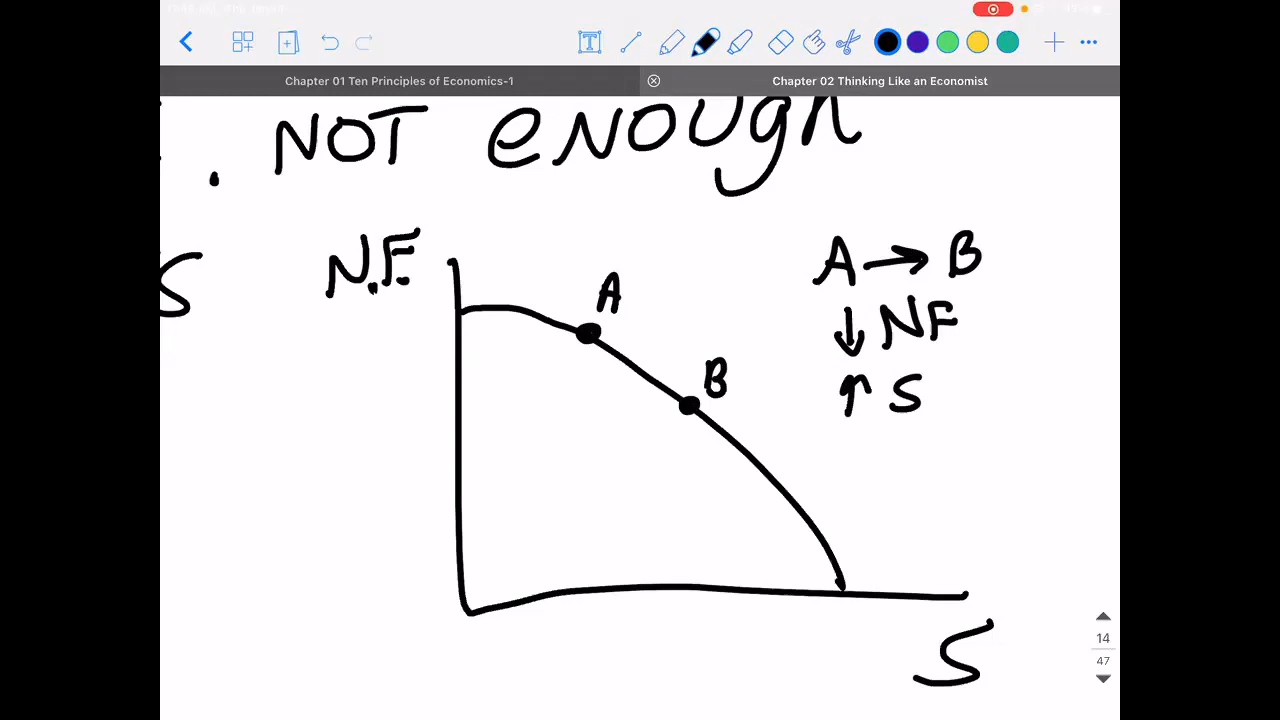 Chapter 01 Ten Principles of Economics-1
Chapter 02 Thinking Like an Economist
. NOT enough
S
N.F.
A
B
A → B
↓ NF
↑ S
S
14
47